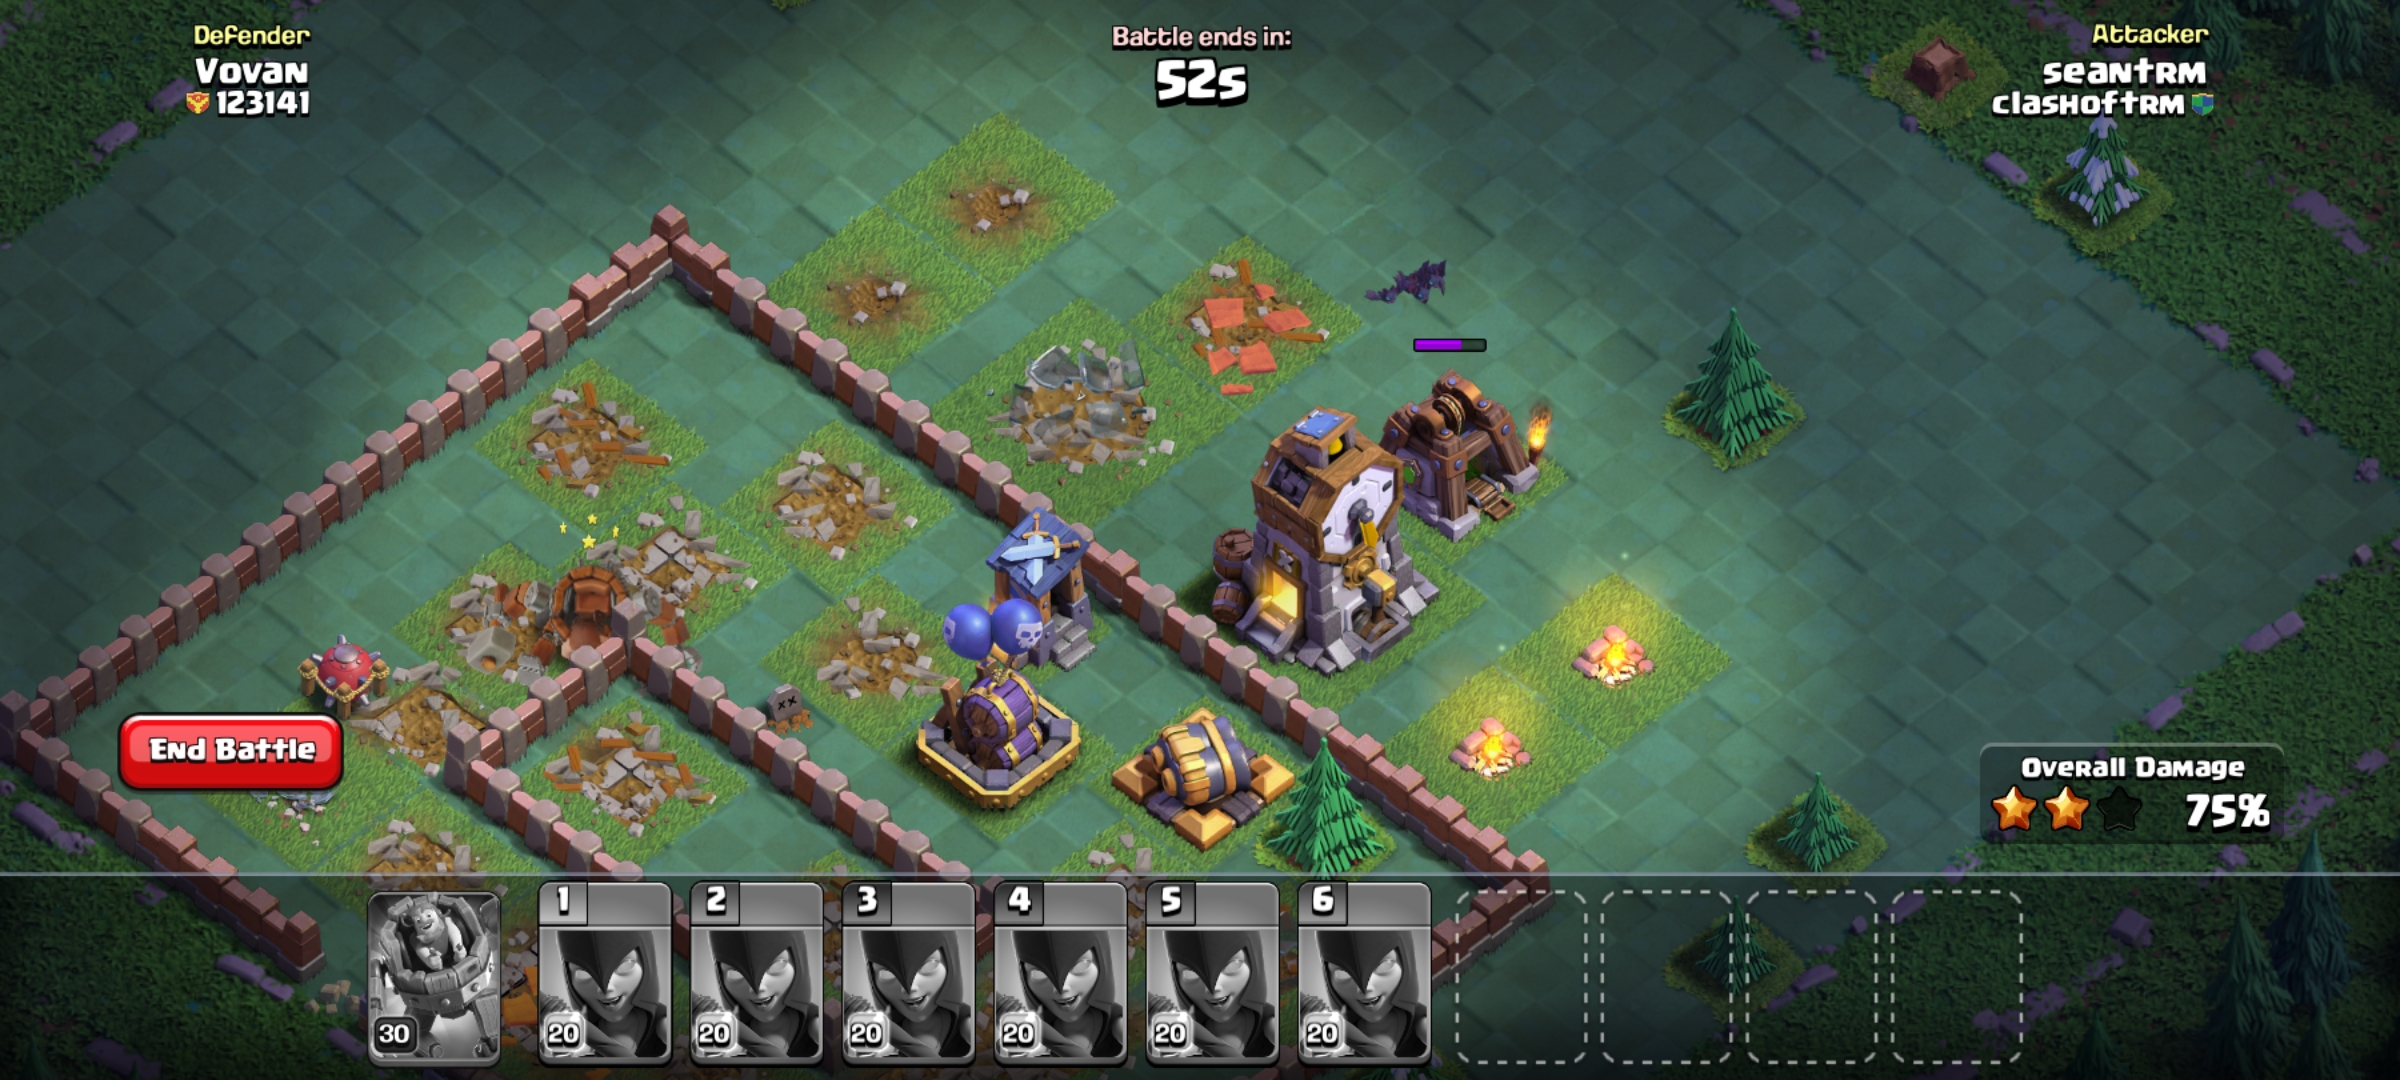 Defender
Vovan
123141
Battle ends in:
52s
Attacker
seantRM
clashoftRM
End Battle
Overall Damage
75%
30
1
20
2
20
3
20
4
20
5
20
6
20